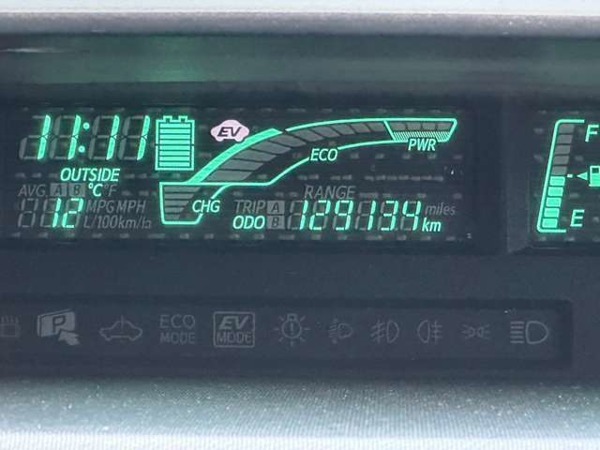 11:11 EV F
ECO PWR
OUTSIDE
AVG. A B °C °F RANGE
12 MPG MPH CHG TRIP A 129134 miles E
L/100km/h ODO B km
P ECO MODE EV MODE